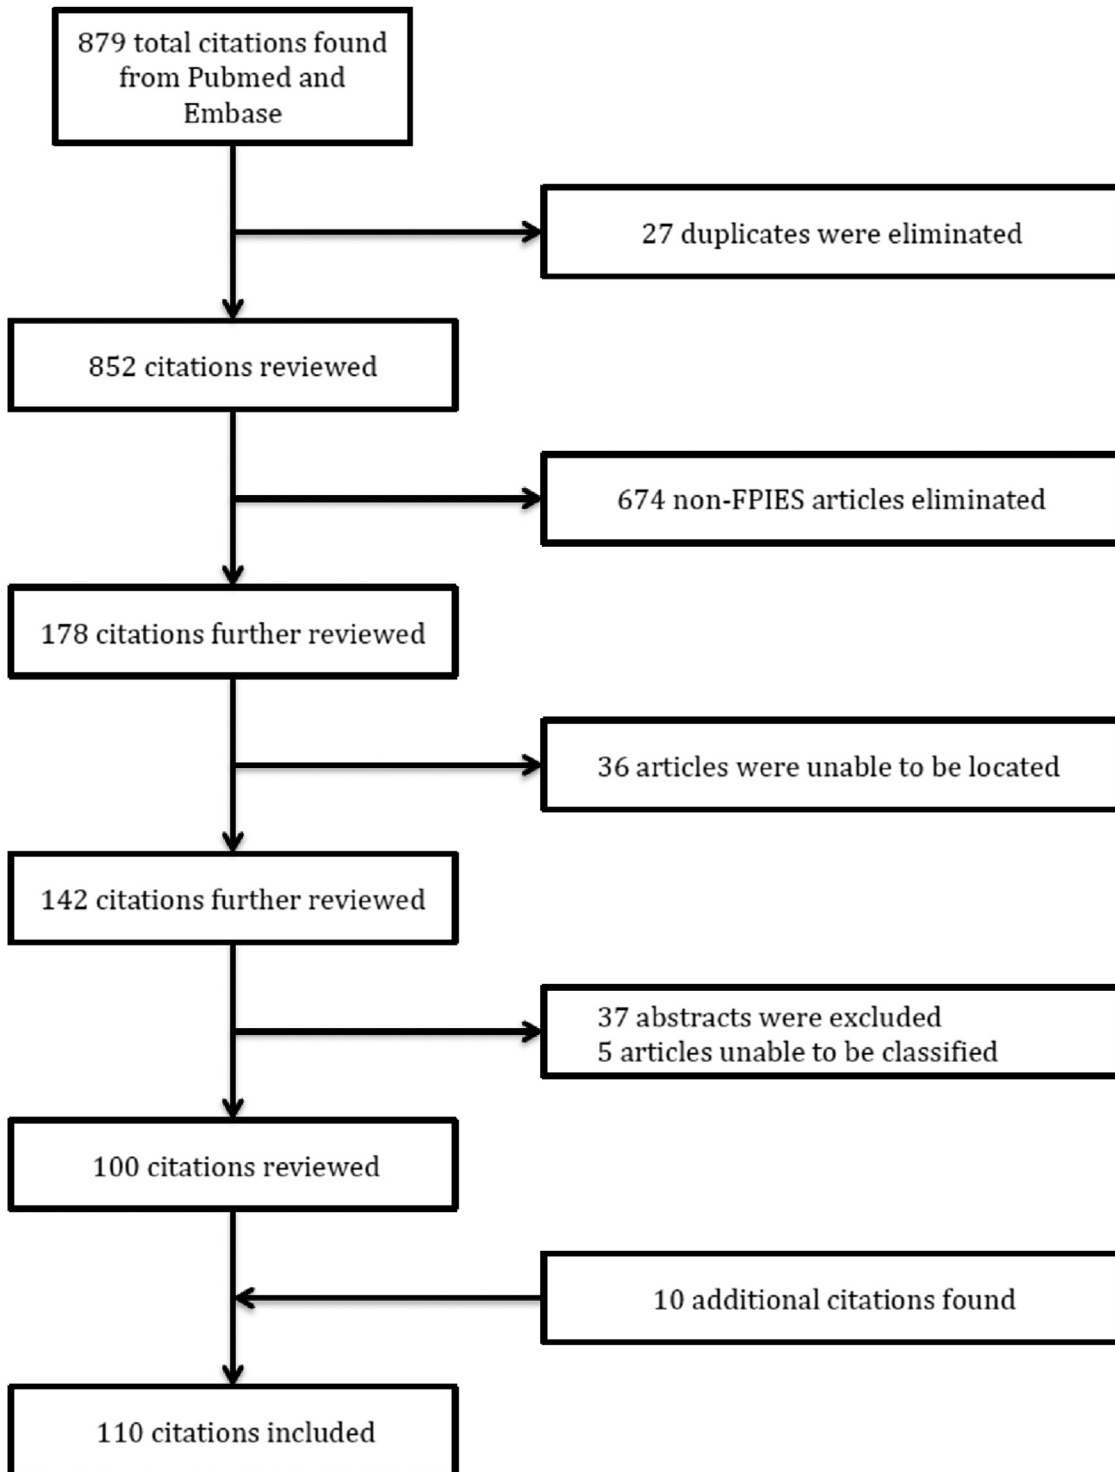 879 total citations found
from Pubmed and
Embase
27 duplicates were eliminated
852 citations reviewed
674 non-FPIES articles eliminated
178 citations further reviewed
36 articles were unable to be located
142 citations further reviewed
37 abstracts were excluded
5 articles unable to be classified
100 citations reviewed
10 additional citations found
110 citations included